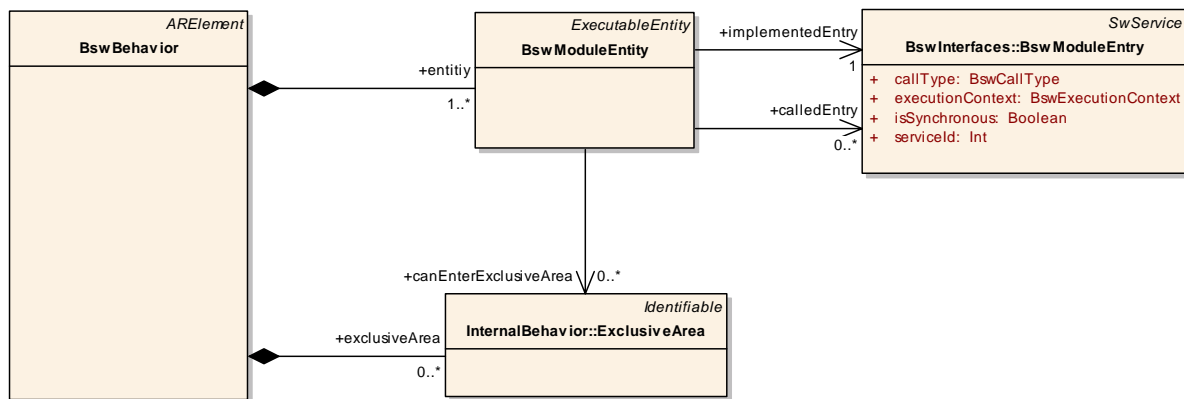 ARElement
BswBehavior
ExecutableEntity
BswModuleEntity
SwService
BswInterfaces::BswModuleEntry
+ callType: BswCallType
+ executionContext: BswExecutionContext
+ isSynchronous: Boolean
+ serviceId: Int
+implementedEntry
1
+entitiy
1..*
+calledEntry
0..*
+canEnterExclusiveArea
0..*
Identifiable
InternalBehavior::ExclusiveArea
+exclusiveArea
0..*